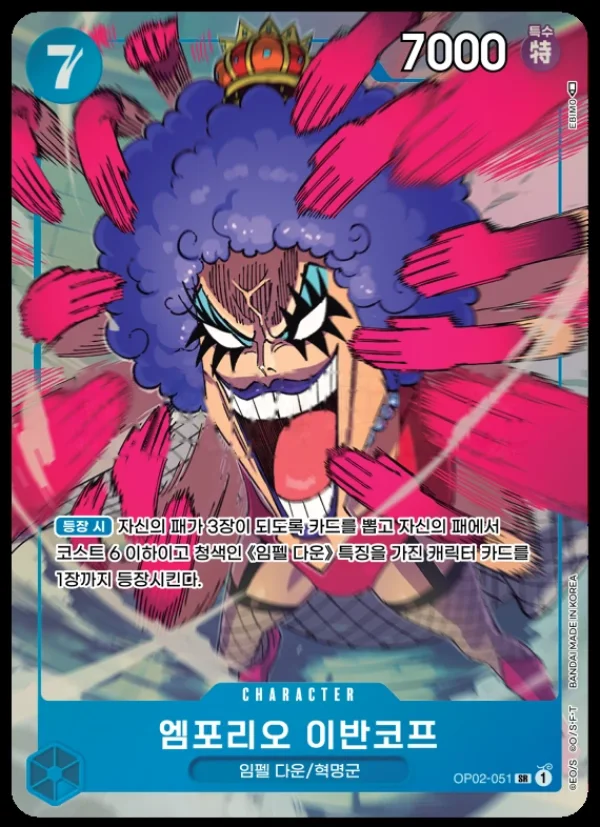 7
7000
특수
特
EBIMO
등장 시 자신의 패가 3장이 되도록 카드를 뽑고 자신의 패에서
코스트 6 이하이고 청색인 《임펠 다운》 특징을 가진 캐릭터 카드를
1장까지 등장시킨다.
BANDAI MADE IN KOREA
©EO/S ©O/S·F·T
CHARACTER
엠포리오 이반코프
임펠 다운/혁명군
OP02-051 SR 1